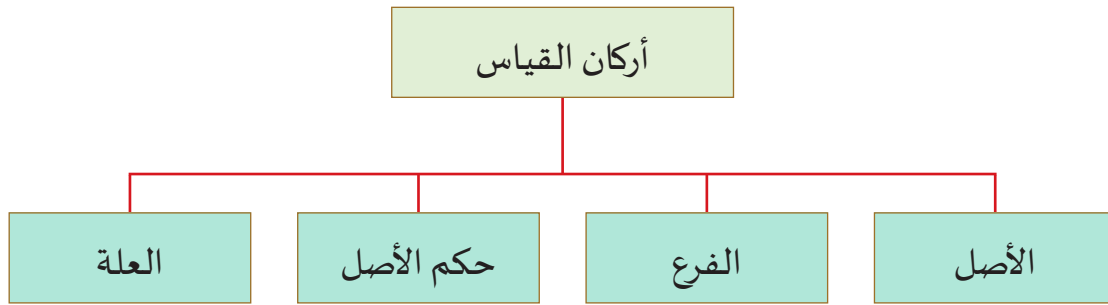 أركان القياس
الأصل
الفرع
حكم الأصل
العلة